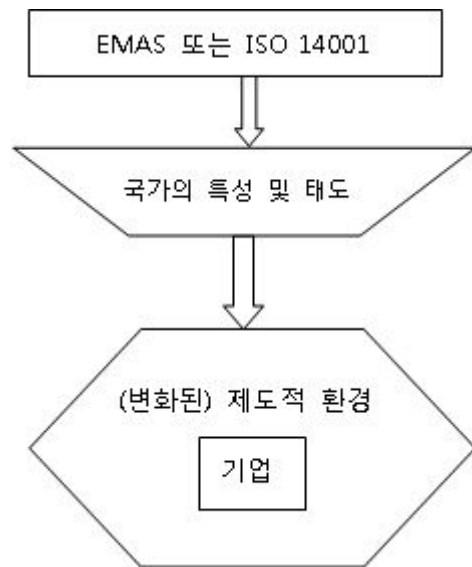 EMAS 또는 ISO 14001
국가의 특성 및 태도
(변화된) 제도적 환경
기업